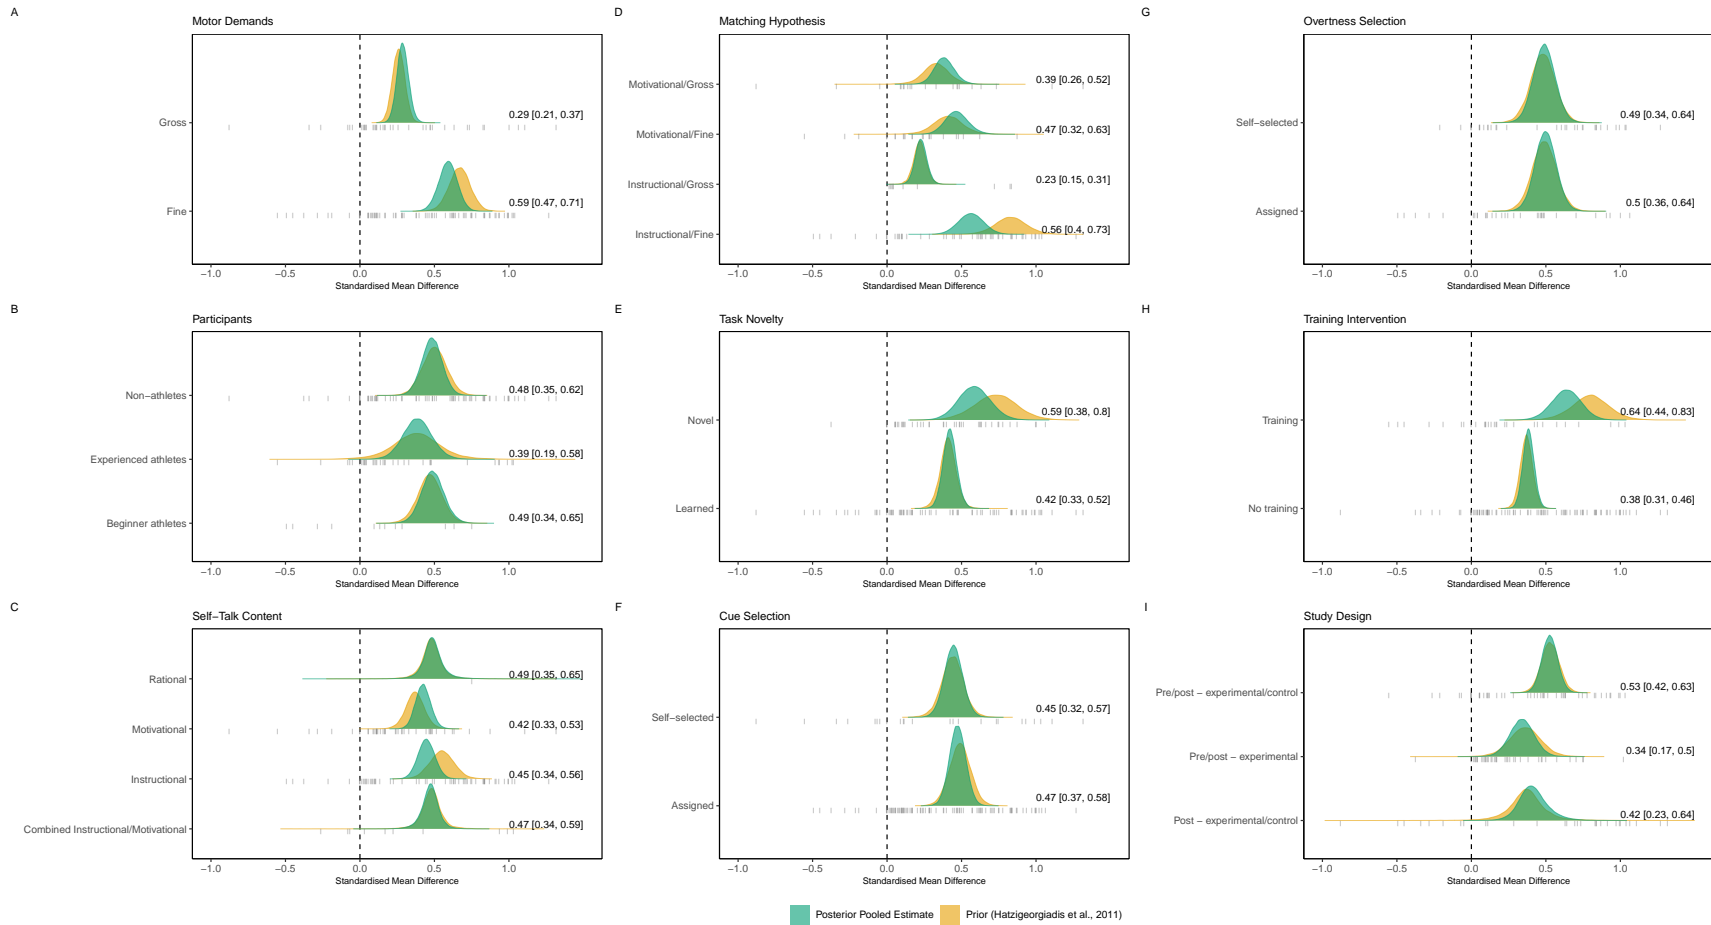 A
Motor Demands
Gross
0.29 [0.21, 0.37]
Fine
0.59 [0.47, 0.71]
−1.0 −0.5 0.0 0.5 1.0
Standardised Mean Difference
B
Participants
Non−athletes
0.48 [0.35, 0.62]
Experienced athletes
0.39 [0.19, 0.58]
Beginner athletes
0.49 [0.34, 0.65]
−1.0 −0.5 0.0 0.5 1.0
Standardised Mean Difference
C
Self−Talk Content
Rational
0.49 [0.35, 0.65]
Motivational
0.42 [0.33, 0.53]
Instructional
0.45 [0.34, 0.56]
Combined Instructional/Motivational
0.47 [0.34, 0.59]
−1.0 −0.5 0.0 0.5 1.0
Standardised Mean Difference
D
Matching Hypothesis
Motivational/Gross
0.39 [0.26, 0.52]
Motivational/Fine
0.47 [0.32, 0.63]
Instructional/Gross
0.23 [0.15, 0.31]
Instructional/Fine
0.56 [0.4, 0.73]
−1.0 −0.5 0.0 0.5 1.0
Standardised Mean Difference
E
Task Novelty
Novel
0.59 [0.38, 0.8]
Learned
0.42 [0.33, 0.52]
−1.0 −0.5 0.0 0.5 1.0
Standardised Mean Difference
F
Cue Selection
Self−selected
0.45 [0.32, 0.57]
Assigned
0.47 [0.37, 0.58]
−1.0 −0.5 0.0 0.5 1.0
Standardised Mean Difference
G
Overtness Selection
Self−selected
0.49 [0.34, 0.64]
Assigned
0.5 [0.36, 0.64]
−1.0 −0.5 0.0 0.5 1.0
Standardised Mean Difference
H
Training Intervention
Training
0.64 [0.44, 0.83]
No training
0.38 [0.31, 0.46]
−1.0 −0.5 0.0 0.5 1.0
Standardised Mean Difference
I
Study Design
Pre/post − experimental/control
0.53 [0.42, 0.63]
Pre/post − experimental
0.34 [0.17, 0.5]
Post − experimental/control
0.42 [0.23, 0.64]
−1.0 −0.5 0.0 0.5 1.0
Standardised Mean Difference
Posterior Pooled Estimate
Prior (Hatzigeorgiadis et al., 2011)